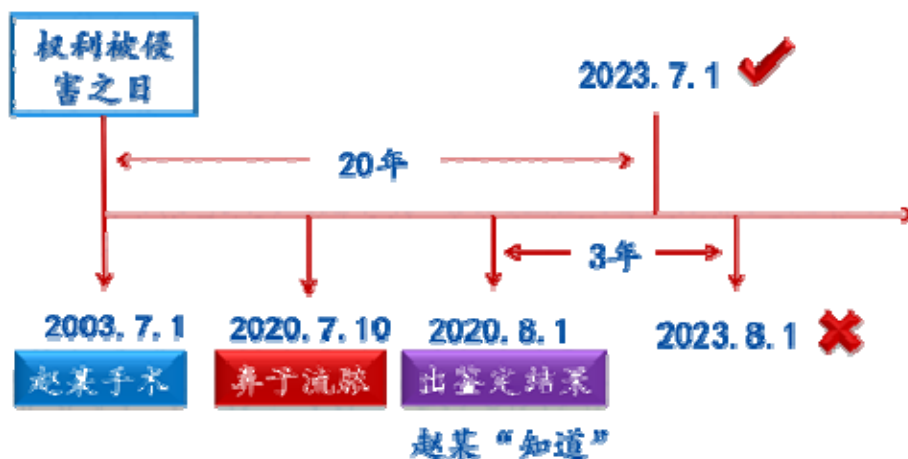 权利被侵
害之日
2023.7.1
20年
3年
2003.7.1
2020.7.10
2020.8.1
2023.8.1
赵某手术
鼻子流脓
出鉴定结果
赵某“知道”